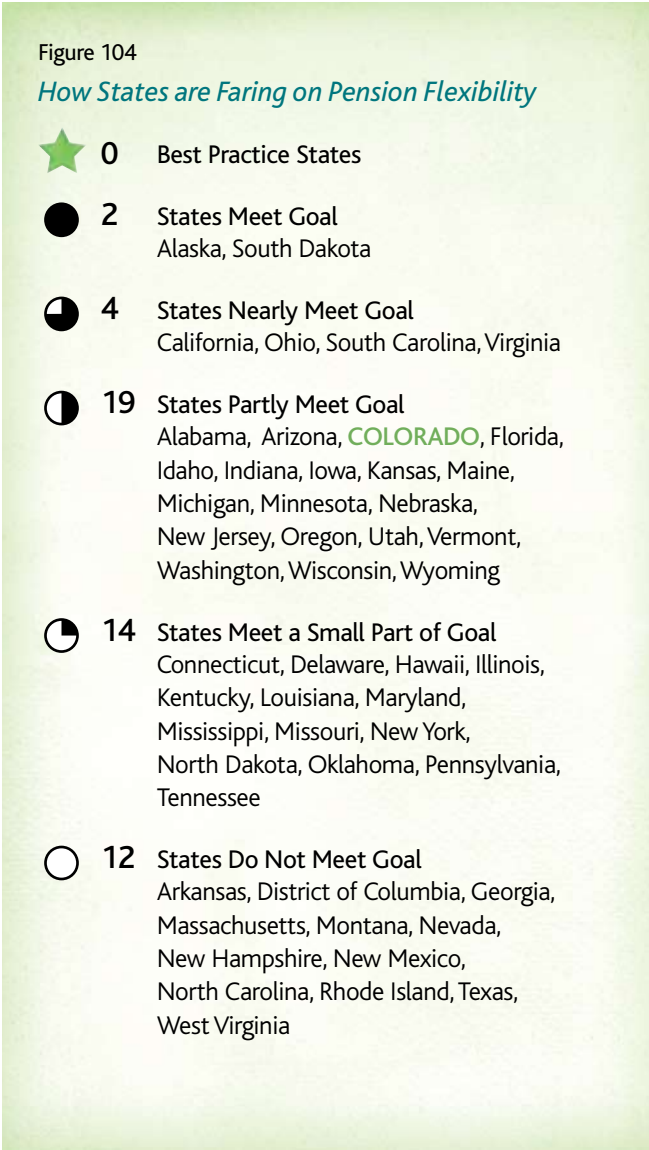 Figure 104
How States are Faring on Pension Flexibility
0 Best Practice States
2 States Meet Goal
Alaska, South Dakota
4 States Nearly Meet Goal
California, Ohio, South Carolina, Virginia
19 States Partly Meet Goal
Alabama, Arizona, COLORADO, Florida,
Idaho, Indiana, Iowa, Kansas, Maine,
Michigan, Minnesota, Nebraska,
New Jersey, Oregon, Utah, Vermont,
Washington, Wisconsin, Wyoming
14 States Meet a Small Part of Goal
Connecticut, Delaware, Hawaii, Illinois,
Kentucky, Louisiana, Maryland,
Mississippi, Missouri, New York,
North Dakota, Oklahoma, Pennsylvania,
Tennessee
12 States Do Not Meet Goal
Arkansas, District of Columbia, Georgia,
Massachusetts, Montana, Nevada,
New Hampshire, New Mexico,
North Carolina, Rhode Island, Texas,
West Virginia